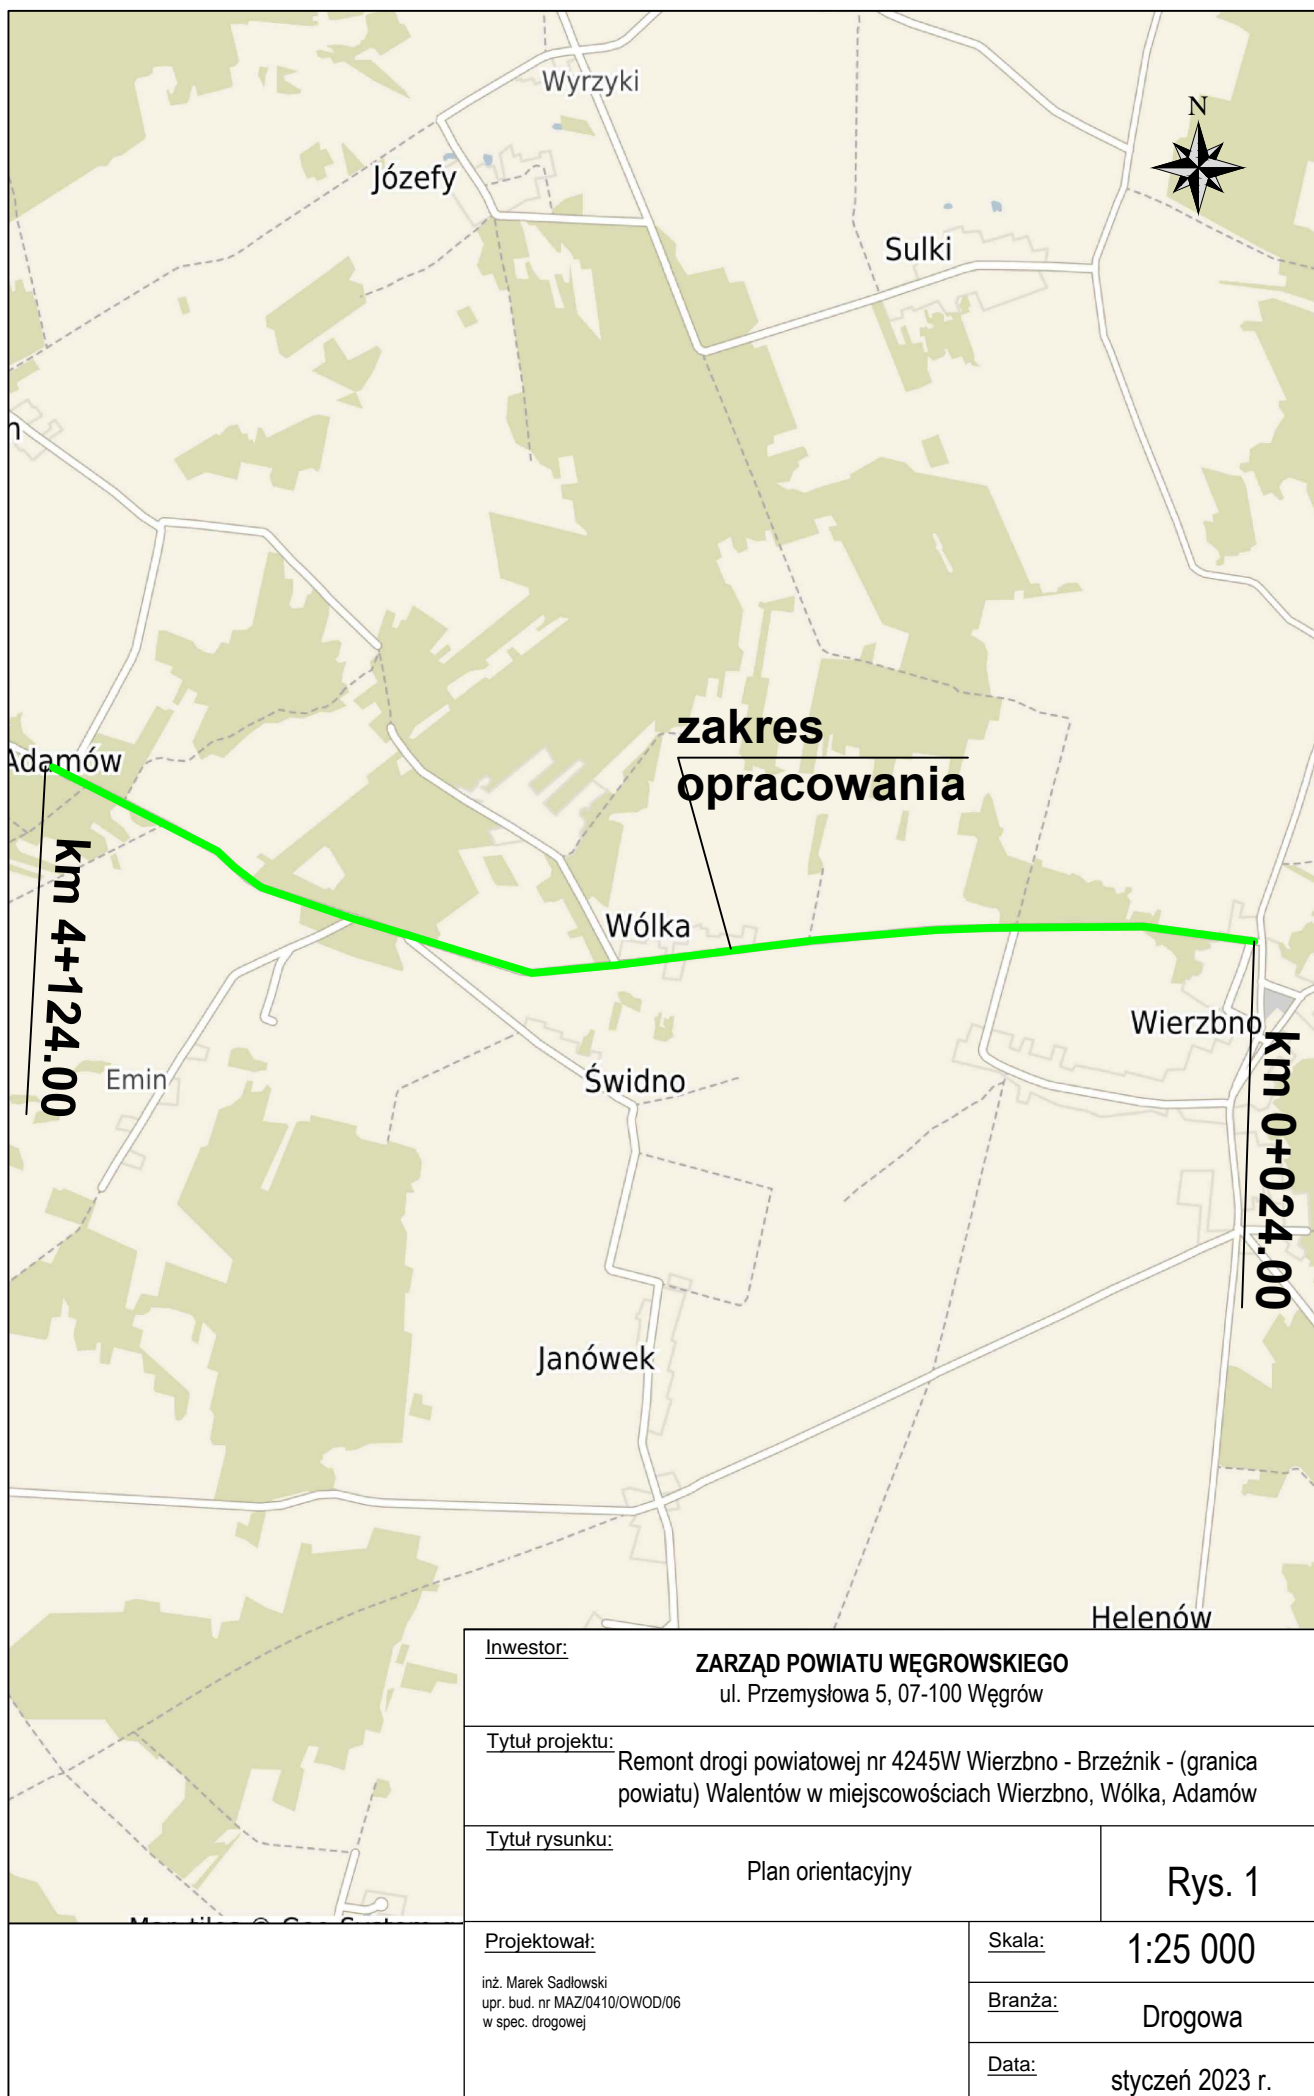 Wyrzyki
N
Józefy
Sulki
zakres
opracowania
Adamów
km 4+124.00
Wólka
Wierzbno
km 0+024.00
Emin
Świdno
Janówek
Helenów
Inwestor:
ZARZĄD POWIATU WĘGROWSKIEGO
ul. Przemysłowa 5, 07-100 Węgrów
Tytuł projektu:
Remont drogi powiatowej nr 4245W Wierzbno - Brzeźnik - (granica
powiatu) Walentów w miejscowościach Wierzbno, Wólka, Adamów
Tytuł rysunku:
Plan orientacyjny
Rys. 1
Projektował:
inż. Marek Sadłowski
upr. bud. nr MAZ/0410/OWOD/06
w spec. drogowej
Skala:
1:25 000
Branża:
Drogowa
Data:
styczeń 2023 r.